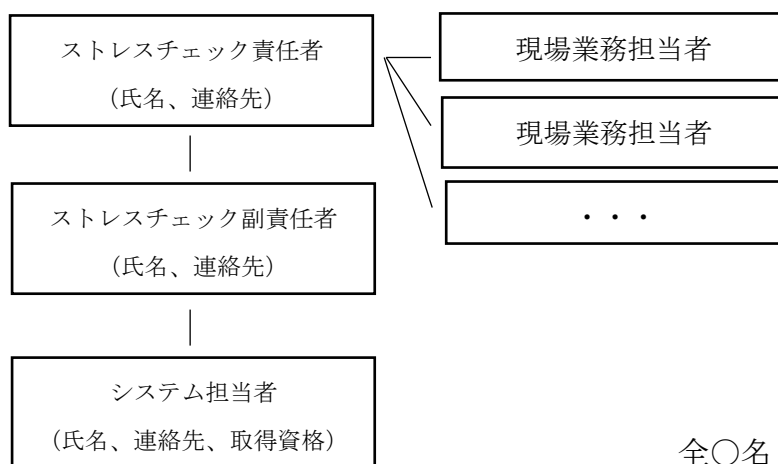 ストレスチェック責任者
（氏名、連絡先）
現場業務担当者
現場業務担当者
・・・
ストレスチェック副責任者
（氏名、連絡先）
システム担当者
（氏名、連絡先、取得資格）
全○名